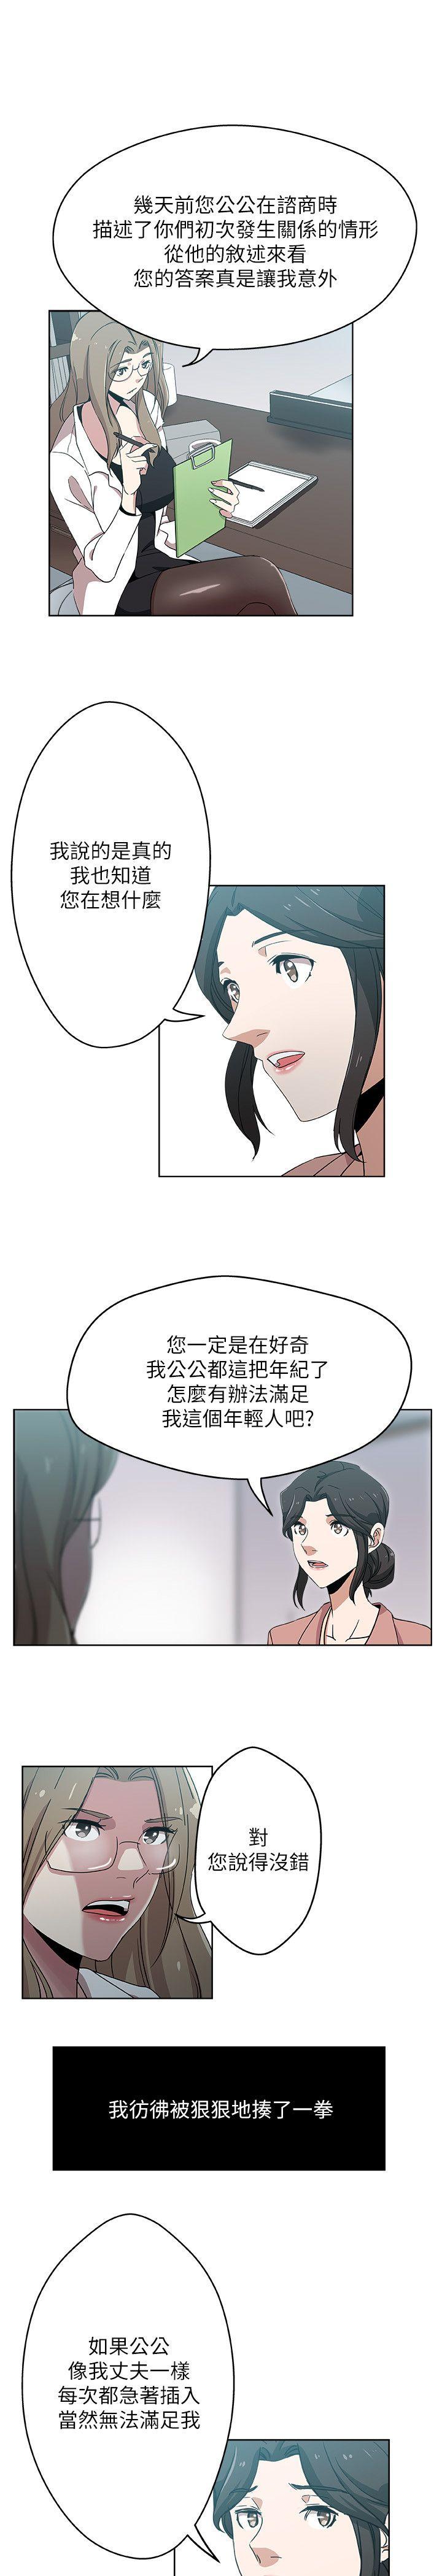 幾天前您公公在諮商時
描述了你們初次發生關係的情形
從他的敘述來看
您的答案真是讓我意外
我說的是真的
我也知道
您在想什麼
您一定是在好奇
我公公都這把年紀了
怎麼有辦法滿足
我這個年輕人吧?
對
您說得沒錯
我彷彿被狠狠地揍了一拳
如果公公
像我丈夫一樣
每次都急著插入
當然無法滿足我